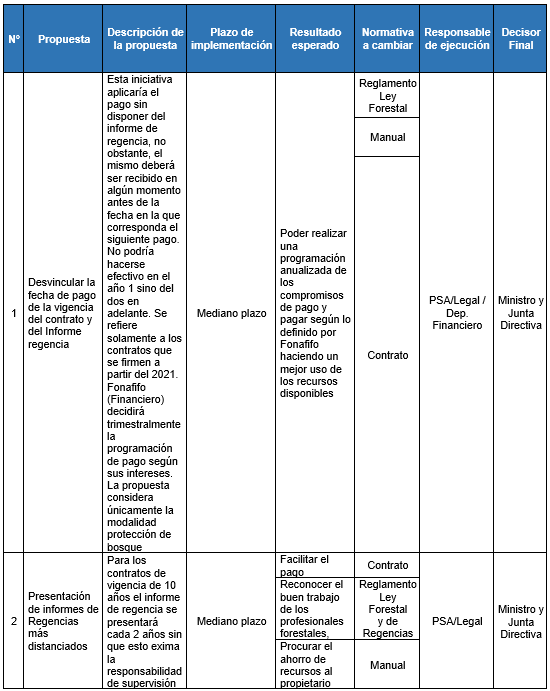 Nº
Propuesta
Descripción de
la propuesta
Plazo de
implementación
Resultado
esperado
Normativa
a cambiar
Responsable
de ejecución
Decisor
Final
1
Desvincular la
fecha de pago
de la vigencia
del contrato y
del Informe
regencia
Esta iniciativa
aplicaría el
pago sin
disponer del
informe de
regencia, no
obstante, el
mismo deberá
ser recibido en
algún momento
antes de la
fecha en la que
corresponda el
siguiente pago.
No podría
hacerse
efectivo en el
año 1 sino del
dos en
adelante. Se
refiere
solamente a los
contratos que
se firmen a
partir del 2021.
Fonafifo
(Financiero)
decidirá
trimestralmente
la
programación
de pago según
sus intereses.
La propuesta
considera
únicamente la
modalidad
protección de
bosque
Mediano plazo
Poder realizar
una
programación
anualizada de
los
compromisos
de pago y
pagar según lo
definido por
Fonafifo
haciendo un
mejor uso de
los recursos
disponibles
Reglamento
Ley
Forestal
Manual
Contrato
PSA/Legal /
Dep.
Financiero
Ministro y
Junta
Directiva
2
Presentación
de informes de
Regencias
más
distanciados
Para los
contratos de
vigencia de 10
años el informe
de regencia se
presentará
cada 2 años sin
que esto exima
la
responsabilidad
de supervisión
Mediano plazo
Facilitar el
pago
Reconocer el
buen trabajo
de los
profesionales
forestales,
Procurar el
ahorro de
recursos al
propietario
Contrato
Reglamento
Ley
Forestal
y de
Regencias
Manual
PSA/Legal
Ministro y
Junta
Directiva